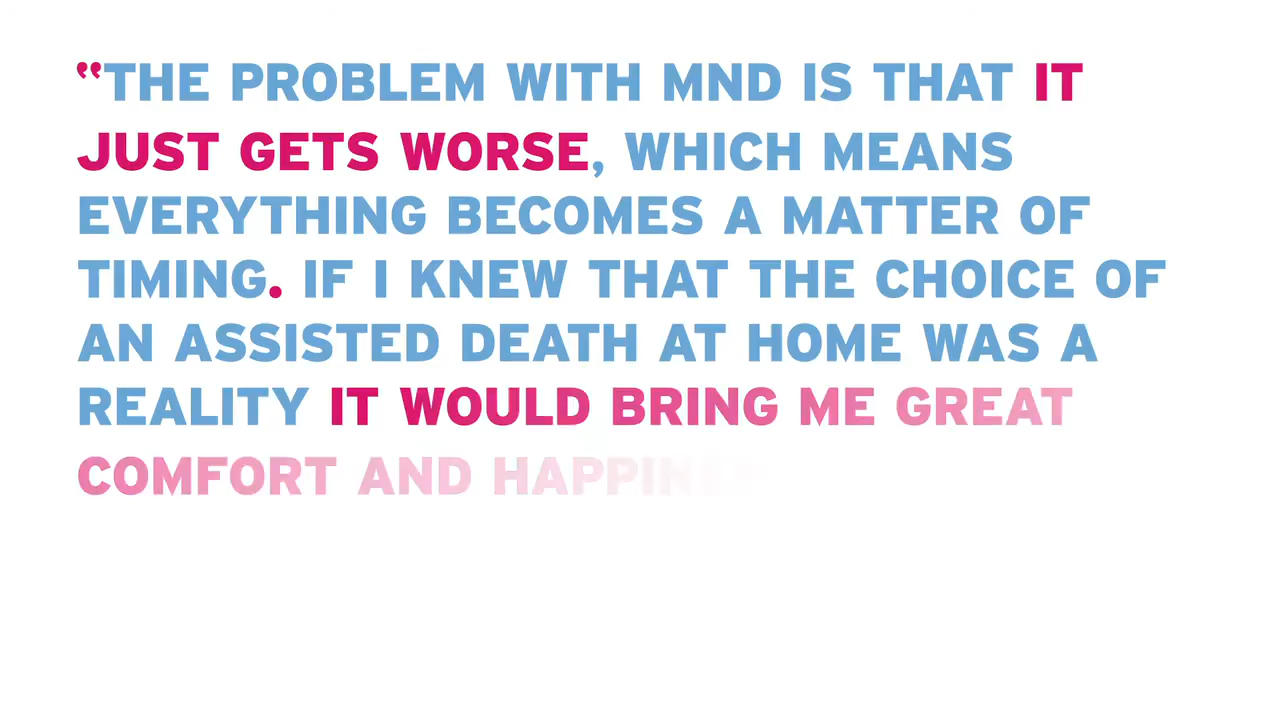 “THE PROBLEM WITH MND IS THAT IT
JUST GETS WORSE, WHICH MEANS
EVERYTHING BECOMES A MATTER OF
TIMING. IF I KNEW THAT THE CHOICE OF
AN ASSISTED DEATH AT HOME WAS A
REALITY IT WOULD BRING ME GREAT
COMFORT AND